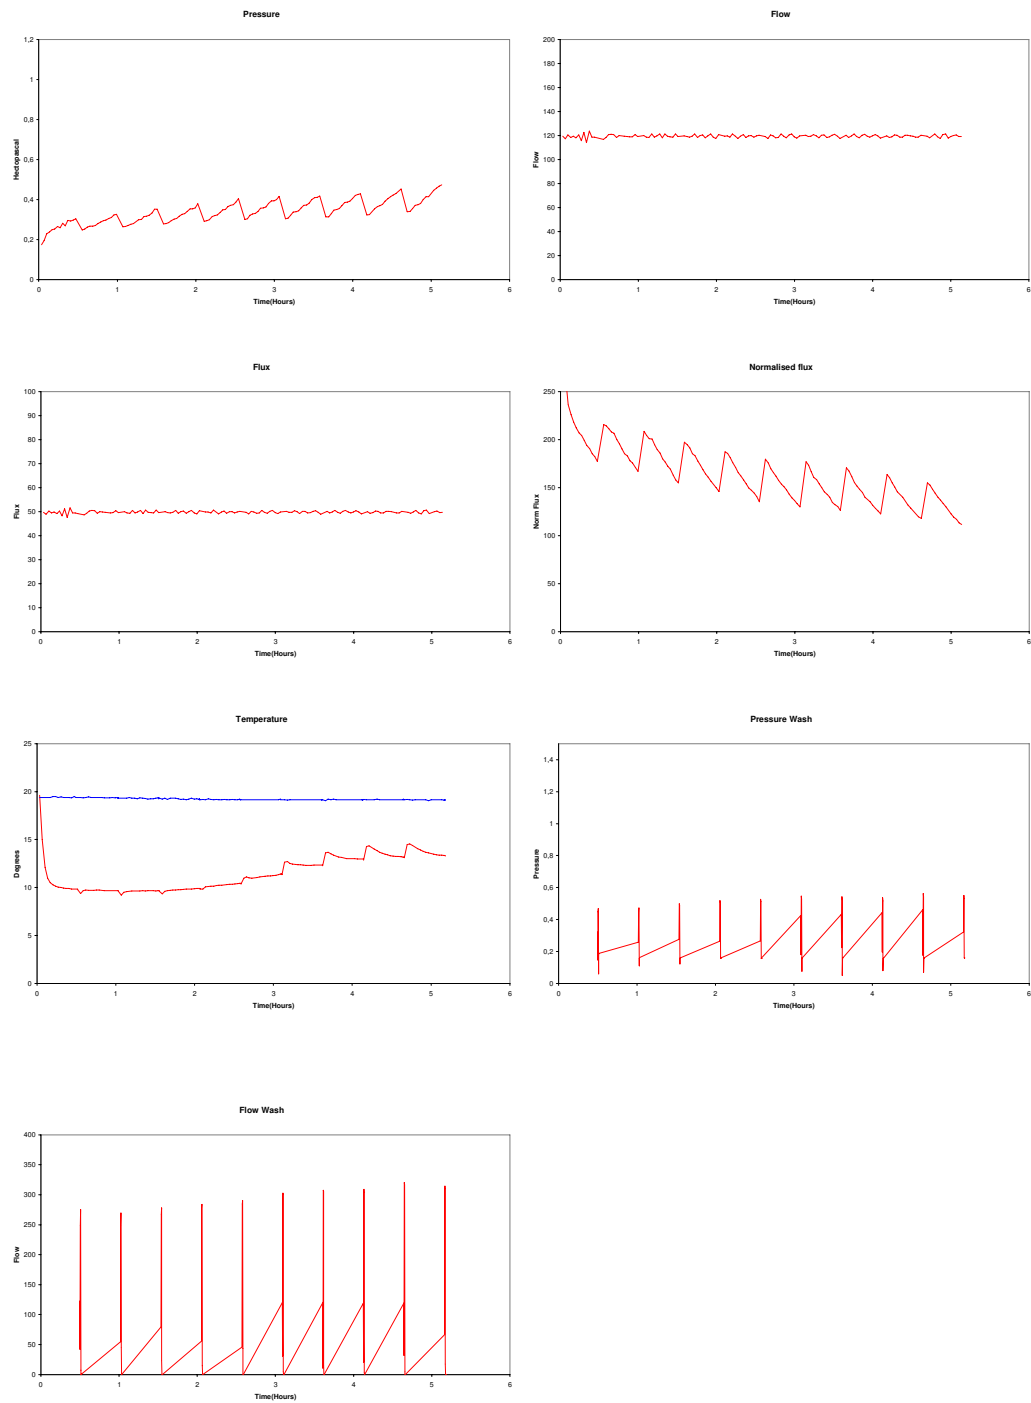 Pressure
1,2
1
0,8
0,6
0,4
0,2
0
Hectopascal
0 1 2 3 4 5 6
Time(Hours)
Flow
200
180
160
140
120
100
80
60
40
20
0
Flow
0 1 2 3 4 5 6
Time(Hours)
Flux
100
90
80
70
60
50
40
30
20
10
0
Flux
0 1 2 3 4 5 6
Time(Hours)
Normalised flux
250
200
150
100
50
0
Norm Flux
0 1 2 3 4 5 6
Time(Hours)
Temperature
25
20
15
10
5
0
Degrees
0 1 2 3 4 5 6
Time(Hours)
Pressure Wash
1,4
1,2
1
0,8
0,6
0,4
0,2
0
Pressure
0 1 2 3 4 5 6
Time(Hours)
Flow Wash
400
350
300
250
200
150
100
50
0
Flow
0 1 2 3 4 5 6
Time(Hours)